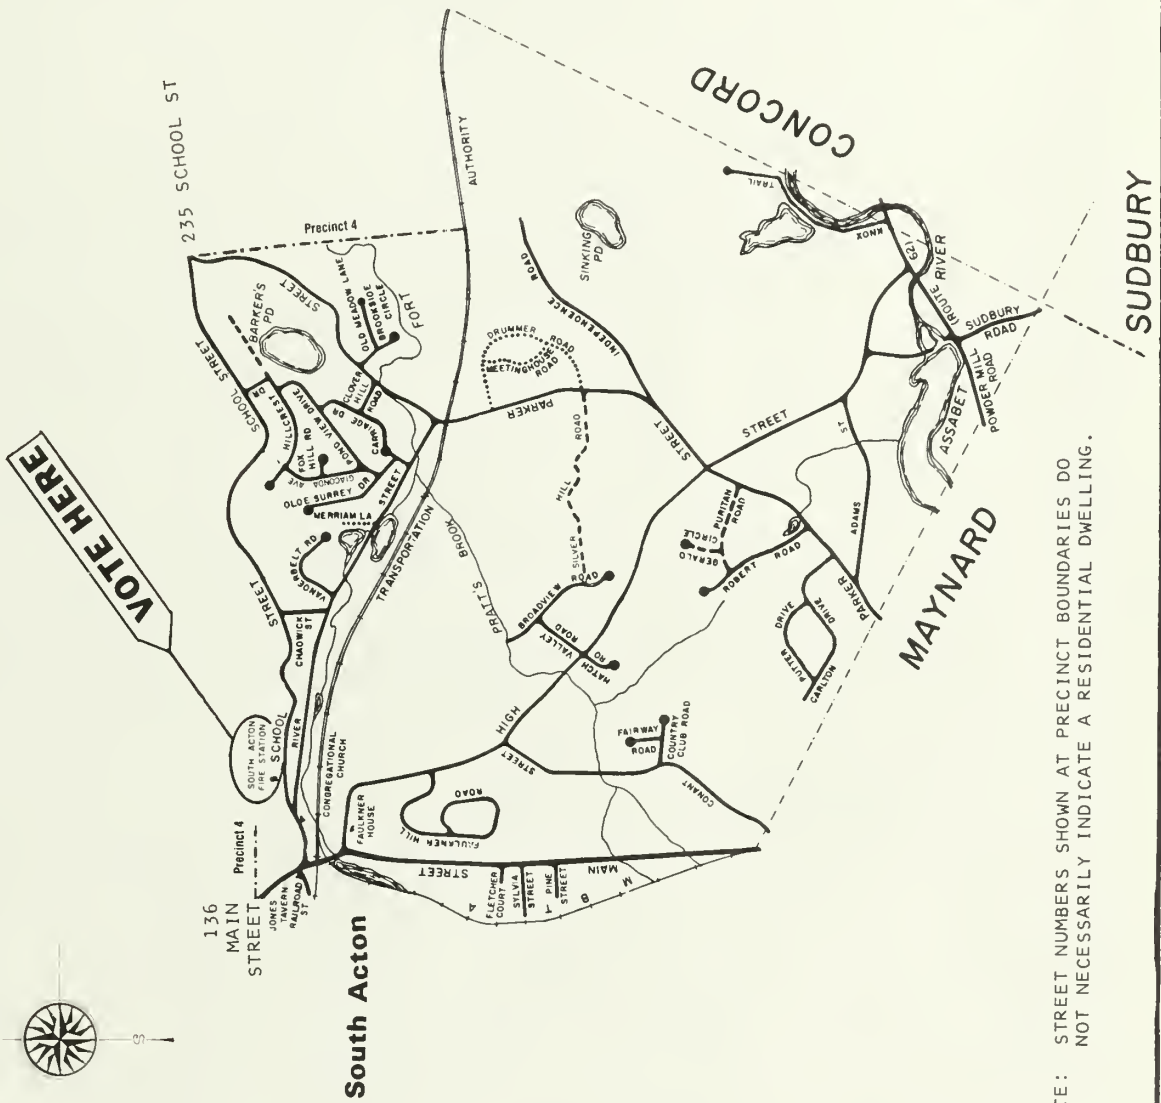 VOTE HERE
235 SCHOOL ST
CONCORD
SUDBURY
MAYNARD
South Acton
136
MAIN
STREET
Precinct 4
Precinct 4
JONES
TAVERN
RAILROAD
ST
SOUTH ACTON
FIRE STATION
SCHOOL
STREET
SCHOOL
STREET
RIVER
STREET
CHADWICK
ST
VANDERBELT RD
MERRIAM LA
OLDE SURREY DR
GIACONDA AVE
FOX
HILL RD
HILLCREST DR
POND VIEW DRIVE
CARRIAGE DR
CLOVER
HILL
ROAD
BARKER'S
PD
STREET
OLD MEADOW LANE
BROOKSIDE
CIRCLE
FORT
AUTHORITY
TRANSPORTATION
CONGREGATIONAL
CHURCH
FAULKNER
HOUSE
FAULKNER HILL
ROAD
HIGH
STREET
STREET
MAIN
FLETCHER
COURT
SYLVIA
STREET
PINE
STREET
B
M
PRATT'S
BROOK
BROADVIEW
ROAD
HATCH
RD
VALLEY
ROAD
SILVER
HILL
ROAD
DRUMMER
ROAD
MEETINGHOUSE
ROAD
PARKER
STREET
INDEPENDENCE
ROAD
SINKING
PD
TRAIL
KNOX
(ROUTE
62)
RIVER
ASSABET
SUDBURY
ROAD
POWDER MILL
ROAD
STREET
ADAMS
ST
PARKER
PURITAN
ROAD
GERALD
CIRCLE
ROBERT
ROAD
PUTTER
DRIVE
CARLTON
DRIVE
FAIRWAY
ROAD
COUNTRY
CLUB ROAD
CONANT
S
TE: STREET NUMBERS SHOWN AT PRECINCT BOUNDARIES DO
NOT NECESSARILY INDICATE A RESIDENTIAL DWELLING.